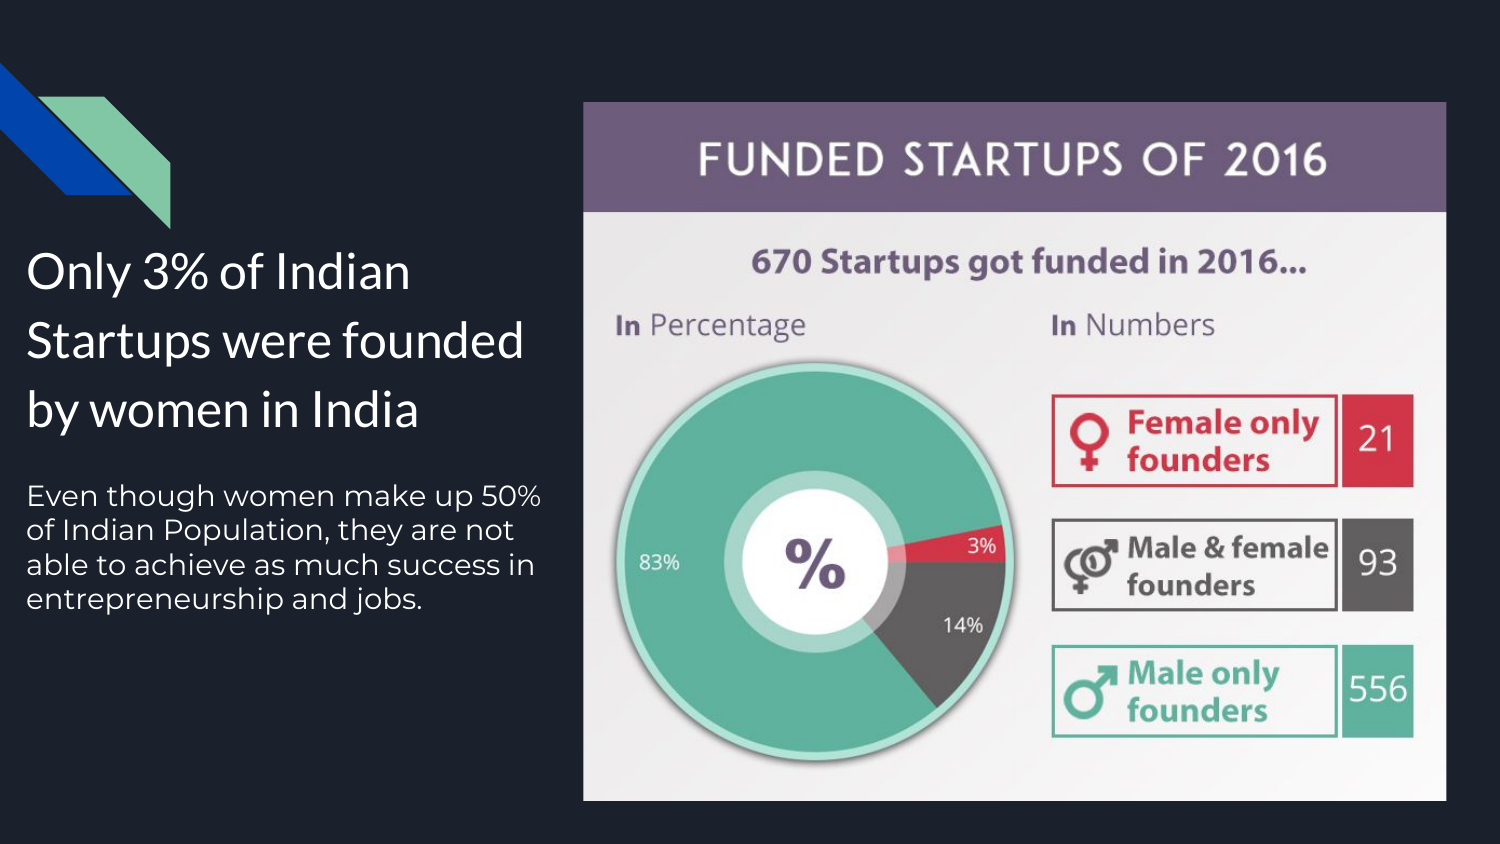 Only 3% of Indian
Startups were founded
by women in India
Even though women make up 50%
of Indian Population, they are not
able to achieve as much success in
entrepreneurship and jobs.
FUNDED STARTUPS OF 2016
670 Startups got funded in 2016...
In Percentage
83%
%
3%
14%
In Numbers
Female only
founders
21
Male & female
founders
93
Male only
founders
556